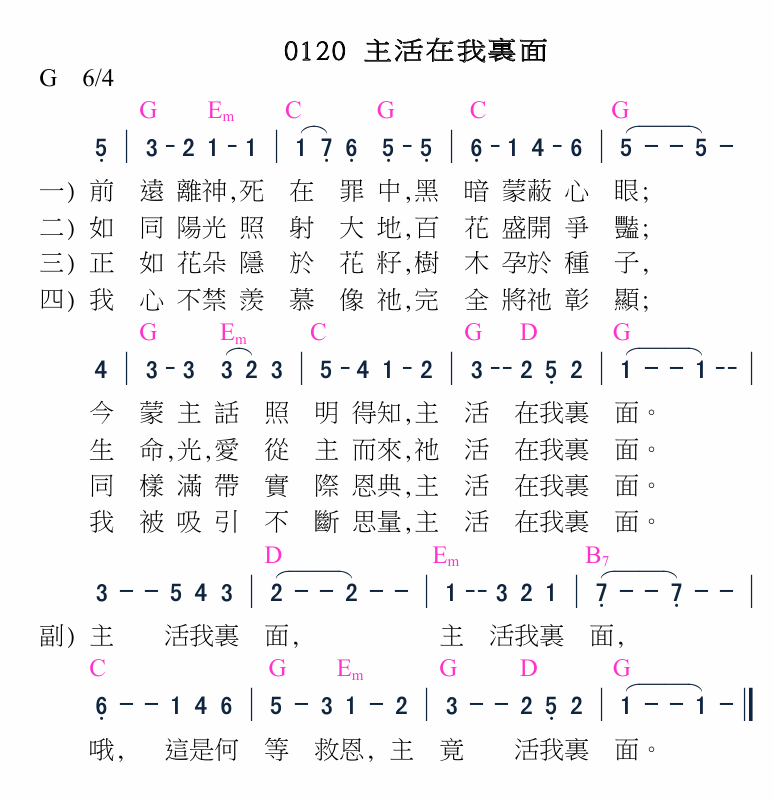 0120 主活在我裏面
G 6/4
G Em C G C G
5 | 3 - 2 1 - 1 | 1 7 6 5 - 5 | 6 - 1 4 - 6 | 5 - - 5 -
一) 前 遠 離神,死 在 罪 中,黑 暗 蒙蔽 心 眼;
二) 如 同 陽光 照 射 大 地,百 花 盛開 爭 豔;
三) 正 如 花朵 隱 於 花 籽,樹 木 孕於 種 子,
四) 我 心 不禁 羨 慕 像 祂,完 全 將祂 彰 顯;
G Em C G D G
4 | 3 - 3 3 2 3 | 5 - 4 1 - 2 | 3 - - 2 5 2 | 1 - - 1 - - |
今 蒙 主 話 照 明 得知,主 活 在我裏 面。
生 命,光,愛 從 主 而來,祂 活 在我裏 面。
同 樣 滿 帶 實 際 恩典,主 活 在我裏 面。
我 被 吸 引 不 斷 思量,主 活 在我裏 面。
D Em B7
3 - - 5 4 3 | 2 - - 2 - - | 1 - - 3 2 1 | 7 - - 7 - - |
副) 主 活我裏 面, 主 活我裏 面,
C G Em G D G
6 - - 1 4 6 | 5 - 3 1 - 2 | 3 - - 2 5 2 | 1 - - 1 - ‖
哦, 這是何 等 救恩, 主 竟 活我裏 面。